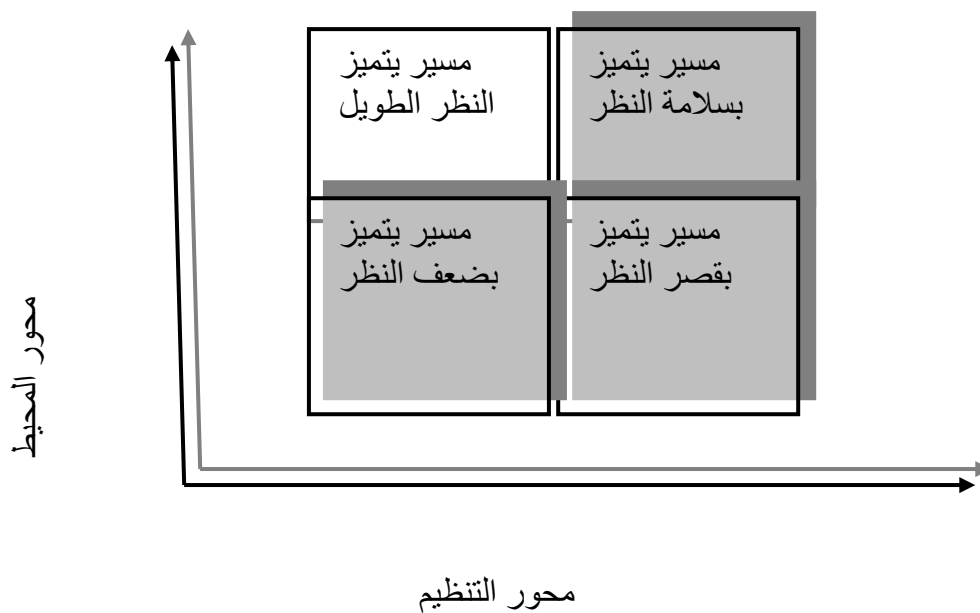 مسير يتميز
بسلامة النظر
مسير يتميز
النظر الطويل
مسير يتميز
بقصر النظر
مسير يتميز
بضعف النظر
محور المحيط
محور التنظيم